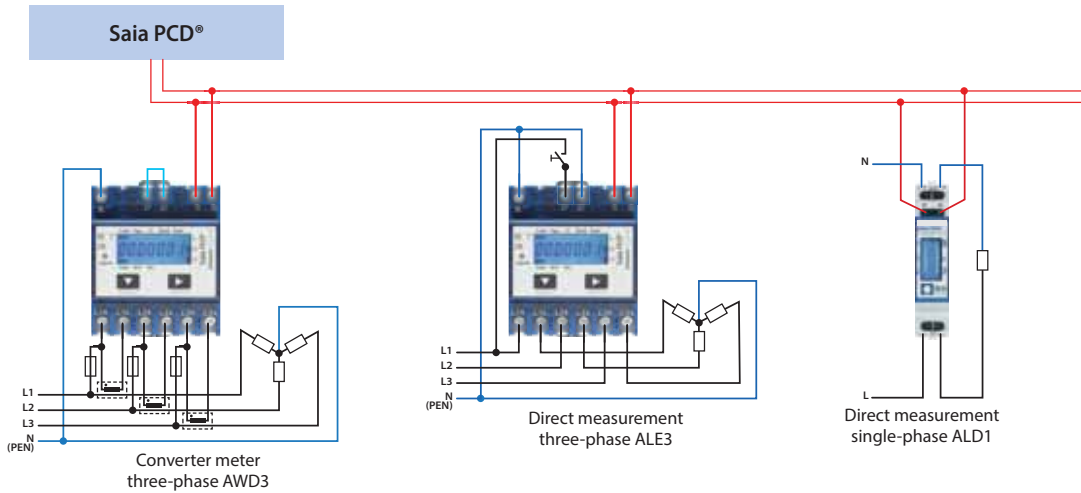 Saia PCD®
N
L1
L2
L3
N
(PEN)
Converter meter
three-phase AWD3
L1
L2
L3
N
(PEN)
Direct measurement
three-phase ALE3
L
Direct measurement
single-phase ALD1